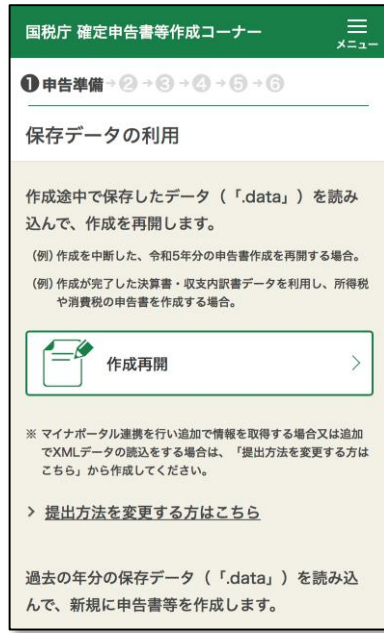 国税庁 確定申告書等作成コーナー
メニュー
❶申告準備→❷→❸→❹→❺→❻
保存データの利用
作成途中で保存したデータ(「.data」)を読み
込んで、作成を再開します。
(例) 作成を中断した、令和5年分の申告書作成を再開する場合。
(例) 作成が完了した決算書・収支内訳書データを利用し、所得税
や消費税の申告書を作成する場合。
作成再開
※ マイナポータル連携を行い追加で情報を取得する場合又は追加
でXMLデータの読込をする場合は、「提出方法を変更する方は
こちら」から作成してください。
提出方法を変更する方はこちら
過去の年分の保存データ(「.data」)を読み込
んで、新規に申告書等を作成します。